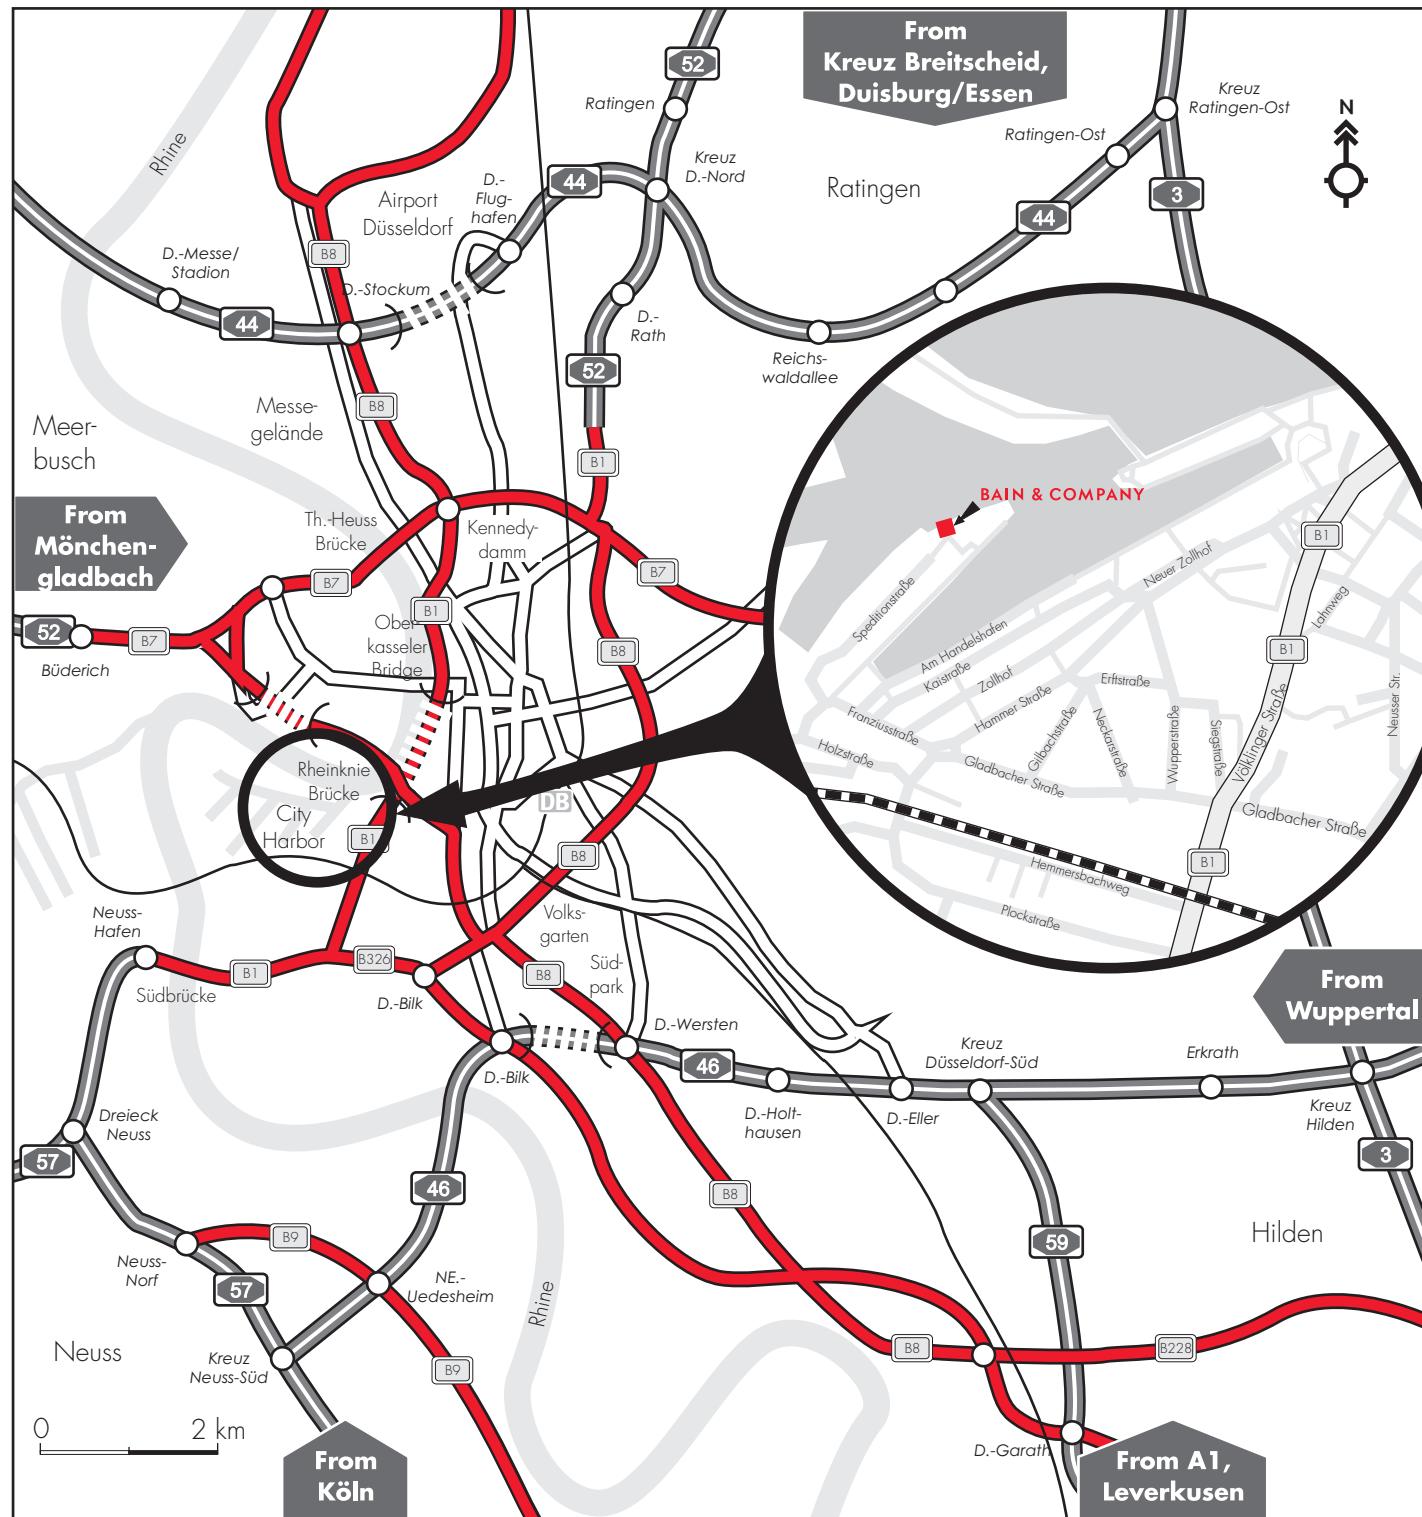 From
Kreuz Breitscheid,
Duisburg/Essen
52
Ratingen
Kreuz
Ratingen-Ost
Ratingen-Ost
N
Rhine
Kreuz
D.-Nord
Ratingen
D.-
Flug-
hafen
44
3
44
Airport
Düsseldorf
B8
D.-Messe/
Stadion
D.-Stockum
44
D.-
Rath
52
Reichs-
waldallee
B8
Messe-
gelände
Meer-
busch
B1
From
Mönchen-
gladbach
Th.-Heuss
Brücke
Kennedy-
damm
B7
B7
B1
52
B7
Büderich
Ober-
kasseler
Bridge
B8
BAIN & COMPANY
B1
Neuer Zollhof
Lahnweg
Speditionstraße
Am Handelshafen
Kaistraße
Zollhof
Hammer Straße
Erftstraße
B1
Franziusstraße
Holzstraße
Gilbachstraße
Neckarstraße
Wupperstraße
Siegstraße
Völklinger Straße
Neusser Str.
Gladbacher Straße
Gladbacher Straße
B1
Hemmersbachweg
Plockstraße
Rheinknie
Brücke
City
Harbor
B1
DB
B8
Neuss-
Hafen
Volks-
garten
B326
B1
B8
Süd-
park
Südbrücke
D.-Bilk
From
Wuppertal
D.-Wersten
46
Kreuz
Düsseldorf-Süd
Erkrath
D.-Bilk
D.-Holt-
hausen
D.-Eller
Kreuz
Hilden
Dreieck
Neuss
57
46
3
B8
Hilden
59
B9
Neuss-
Norf
57
NE.-
Uedesheim
Rhine
Neuss
Kreuz
Neuss-Süd
B9
B8
B228
0
2 km
D.-Garath
From
Köln
From A1,
Leverkusen